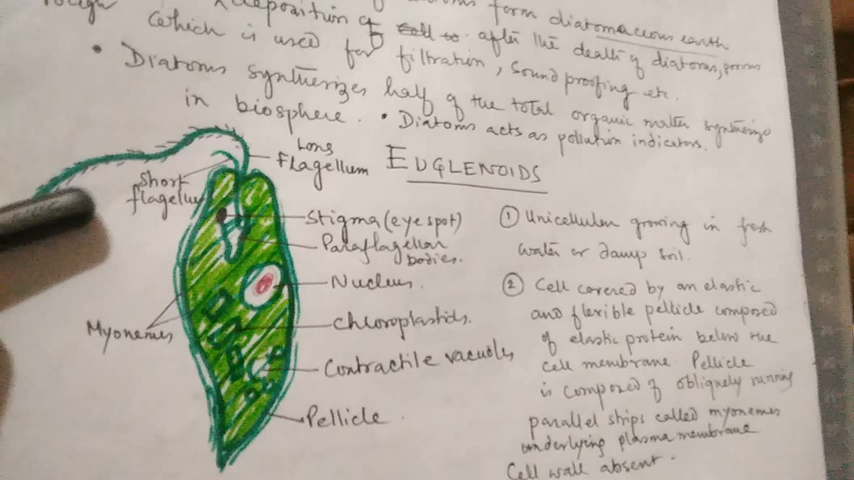 form diatomaceous earth
deposition of after the death of diatoms,
which is used for filtration, sound proofing etc.
• Diatoms synthesizes half of the total organic matter synthesize
in biosphere. • Diatoms acts as pollution indicators.
EUGLENOIDS
Long
Flagellum
Short
flagellum
Stigma (eye spot)
Paraflagellar
bodies.
Nucleus.
Chloroplastids.
Myonemes
Contractile vacuoles
Pellicle
① Unicellular growing in fresh
water or damp soil.
② Cell covered by an elastic
and flexible pellicle composed
of elastic protein below the
cell membrane. Pellicle
is composed of obliquely running
parallel strips called myonemes
underlying plasma membrane
Cell wall absent.